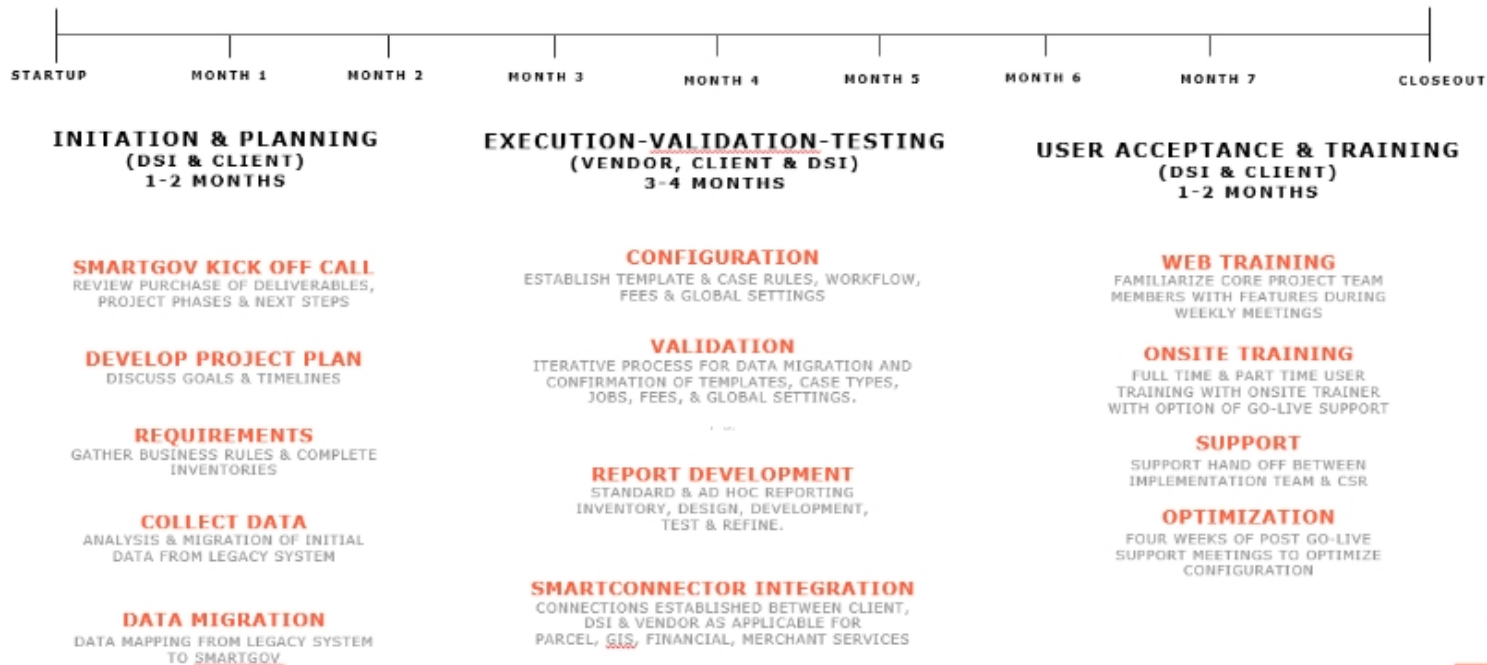 STARTUP
MONTH 1
MONTH 2
MONTH 3
MONTH 4
MONTH 5
MONTH 6
MONTH 7
CLOSEOUT
INITATION & PLANNING
(DSI & CLIENT)
1-2 MONTHS
SMARTGOV KICK OFF CALL
REVIEW PURCHASE OF DELIVERABLES,
PROJECT PHASES & NEXT STEPS
DEVELOP PROJECT PLAN
DISCUSS GOALS & TIMELINES
REQUIREMENTS
GATHER BUSINESS RULES & COMPLETE
INVENTORIES
COLLECT DATA
ANALYSIS & MIGRATION OF INITIAL
DATA FROM LEGACY SYSTEM
DATA MIGRATION
DATA MAPPING FROM LEGACY SYSTEM
TO SMARTGOV
EXECUTION-VALIDATION-TESTING
(VENDOR, CLIENT & DSI)
3-4 MONTHS
CONFIGURATION
ESTABLISH TEMPLATE & CASE RULES, WORKFLOW,
FEES & GLOBAL SETTINGS
VALIDATION
ITERATIVE PROCESS FOR DATA MIGRATION AND
CONFIRMATION OF TEMPLATES, CASE TYPES,
JOBS, FEES, & GLOBAL SETTINGS.
REPORT DEVELOPMENT
STANDARD & AD HOC REPORTING
INVENTORY, DESIGN, DEVELOPMENT,
TEST & REFINE.
SMARTCONNECTOR INTEGRATION
CONNECTIONS ESTABLISHED BETWEEN CLIENT,
DSI & VENDOR AS APPLICABLE FOR
PARCEL, GIS, FINANCIAL, MERCHANT SERVICES
USER ACCEPTANCE & TRAINING
(DSI & CLIENT)
1-2 MONTHS
WEB TRAINING
FAMILIARIZE CORE PROJECT TEAM
MEMBERS WITH FEATURES DURING
WEEKLY MEETINGS
ONSITE TRAINING
FULL TIME & PART TIME USER
TRAINING WITH ONSITE TRAINER
WITH OPTION OF GO-LIVE SUPPORT
SUPPORT
SUPPORT HAND OFF BETWEEN
IMPLEMENTATION TEAM & CSR
OPTIMIZATION
FOUR WEEKS OF POST GO-LIVE
SUPPORT MEETINGS TO OPTIMIZE
CONFIGURATION